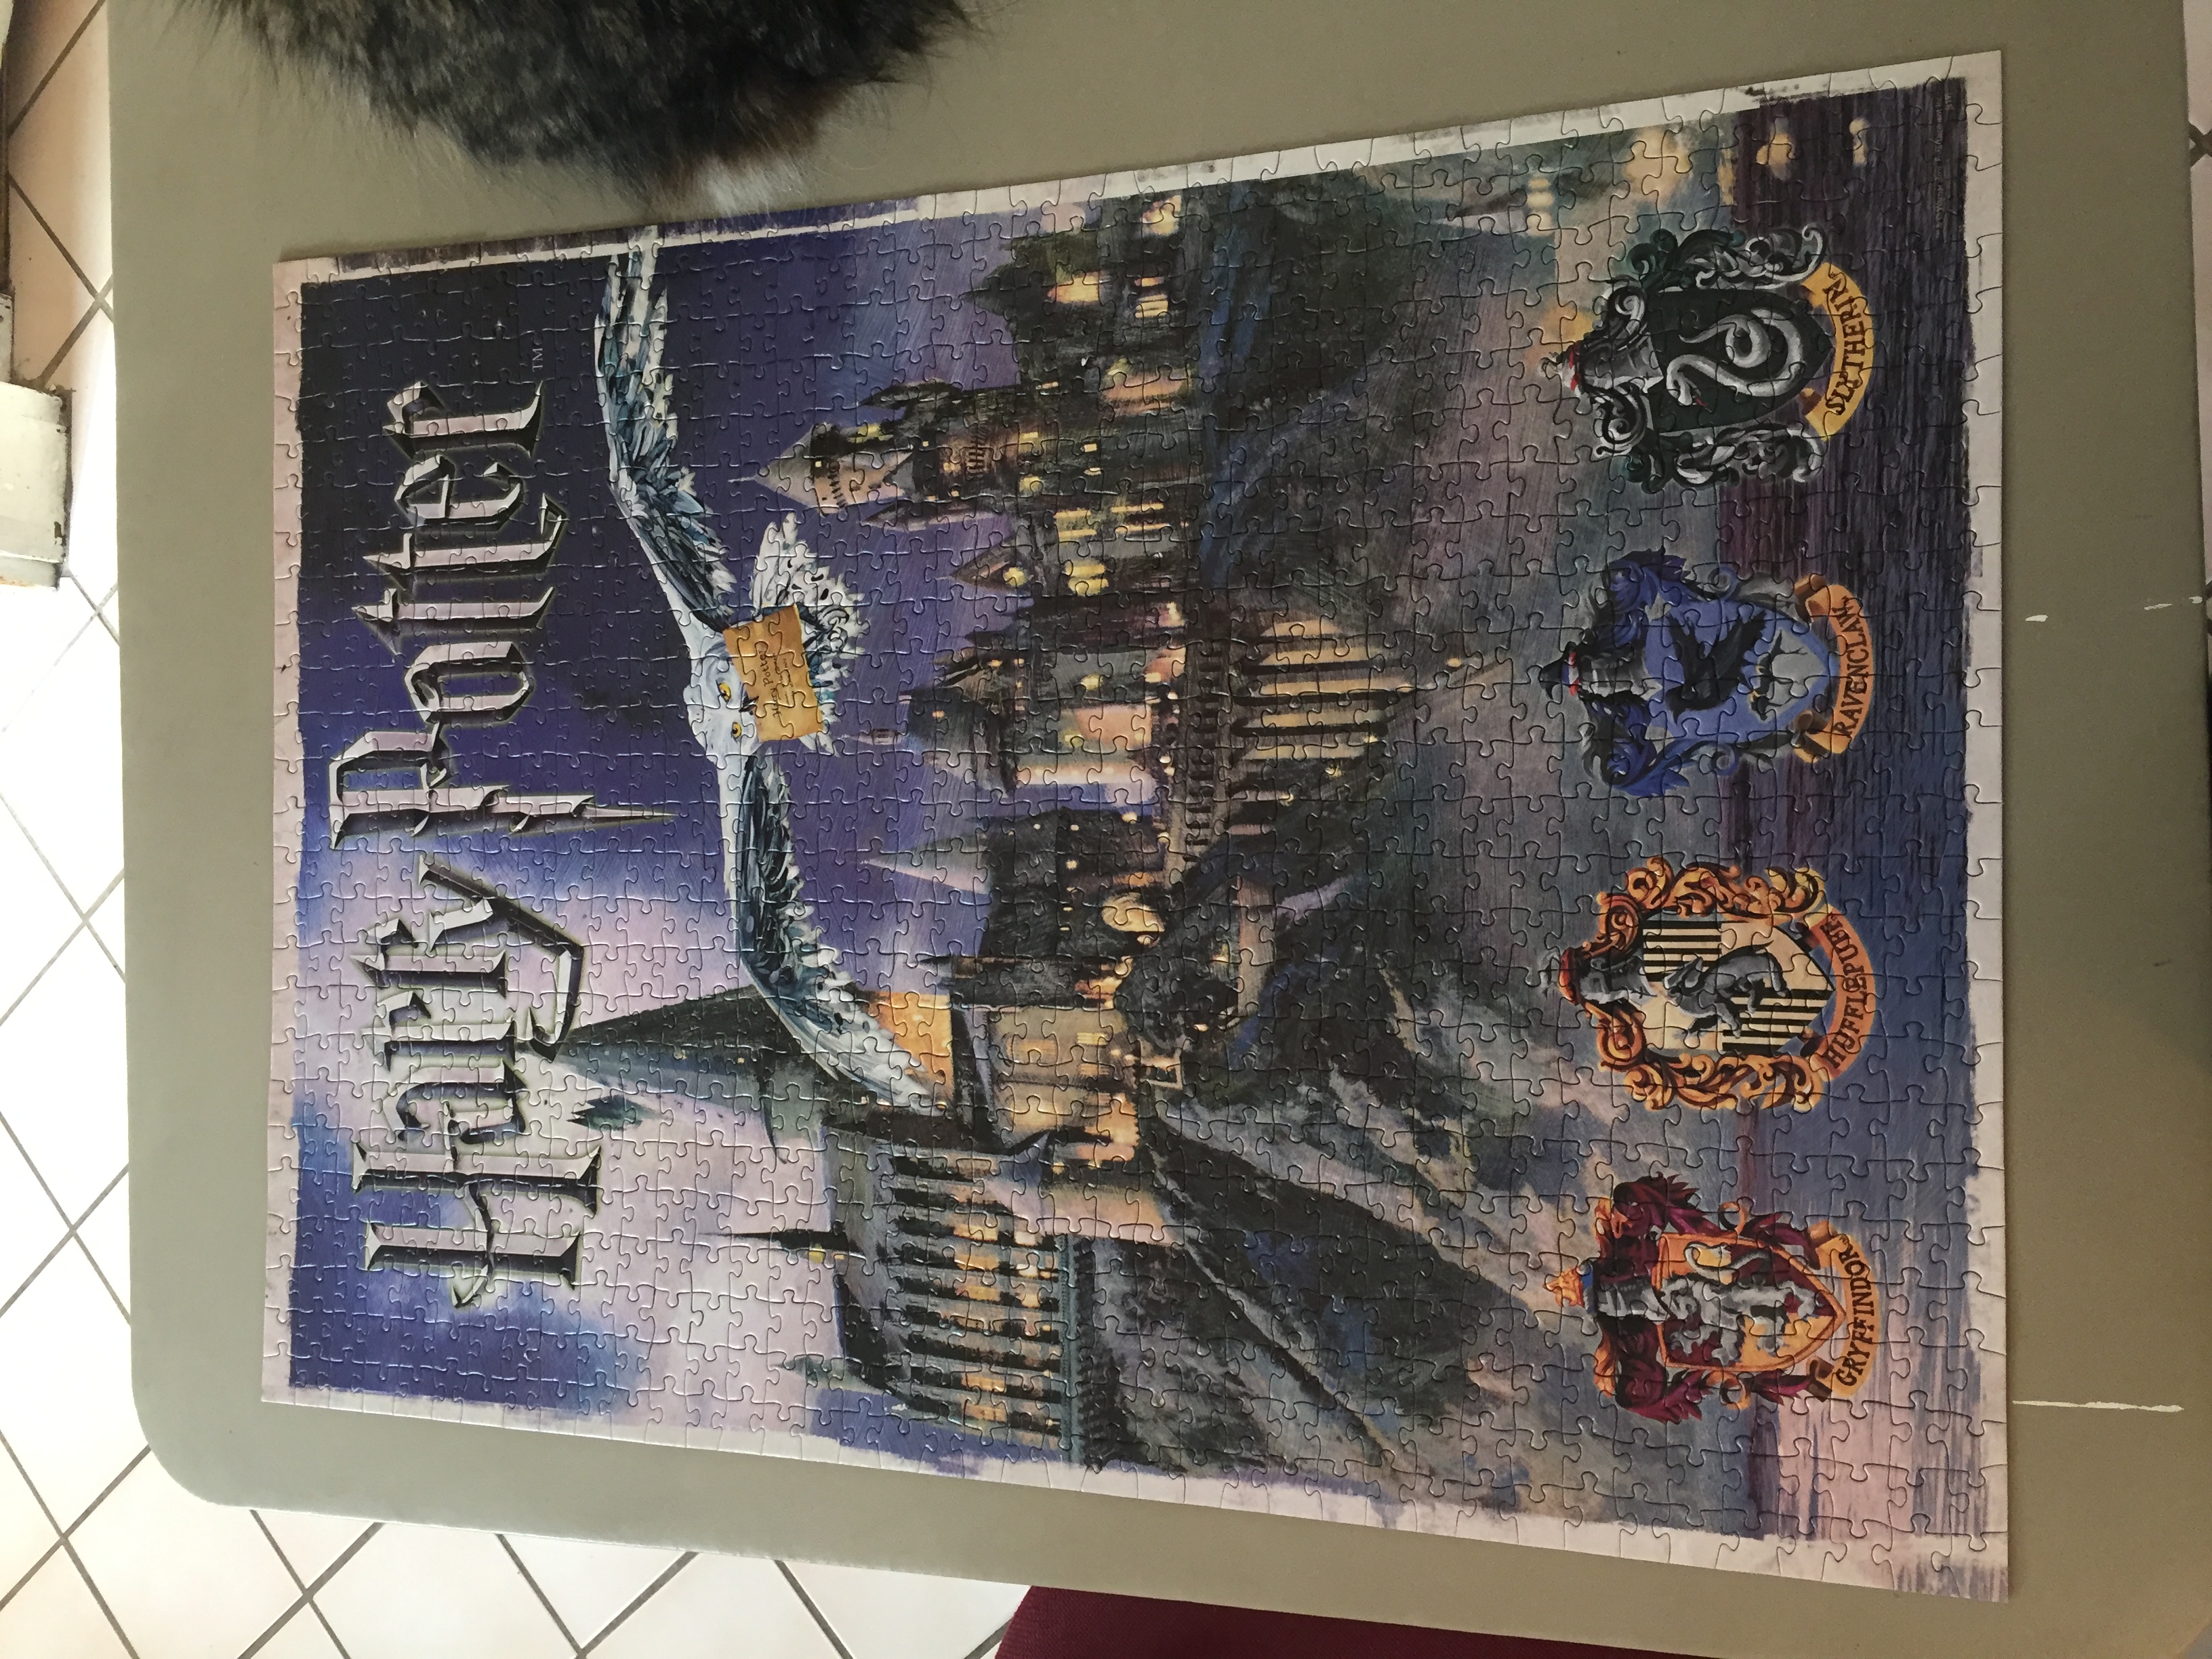 Harry Potter™
Harry Potter
GRYFFINDOR
HUFFLEPUFF
RAVENCLAW
SLYTHERIN